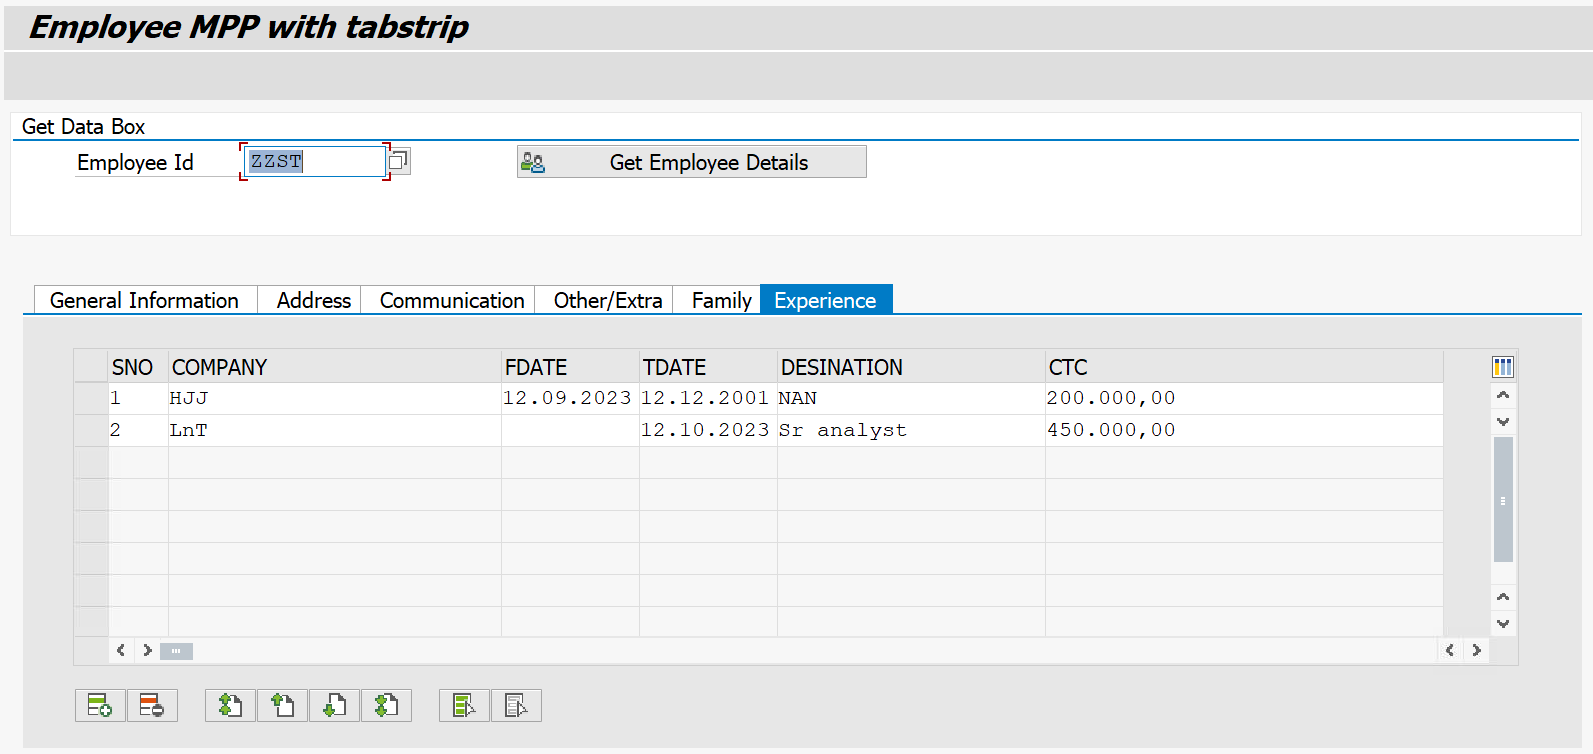 Employee MPP with tabstrip
Get Data Box
Employee Id ZZST Get Employee Details
General Information Address Communication Other/Extra Family Experience
SNO COMPANY FDATE TDATE DESINATION CTC
1 HJJ 12.09.2023 12.12.2001 NAN 200.000,00
2 LnT 12.10.2023 Sr analyst 450.000,00